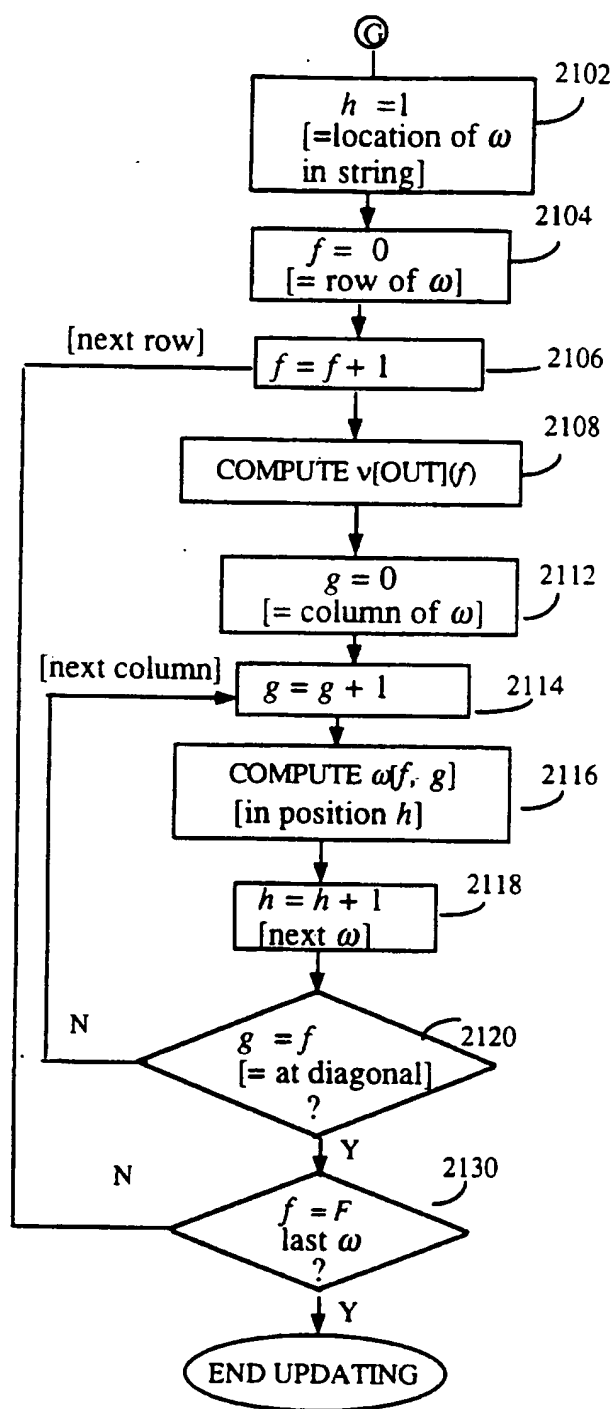 G
2102
h =1
[=location of ω
in string]
2104
f = 0
[= row of ω]
[next row]
f = f + 1
2106
2108
COMPUTE v[OUT](f)
g = 0
[= column of ω]
2112
[next column]
g = g + 1
2114
COMPUTE ω[f, g]
[in position h]
2116
h = h + 1
[next ω]
2118
N
g = f
[= at diagonal]
?
2120
Y
N
2130
f = F
last ω
?
Y
END UPDATING